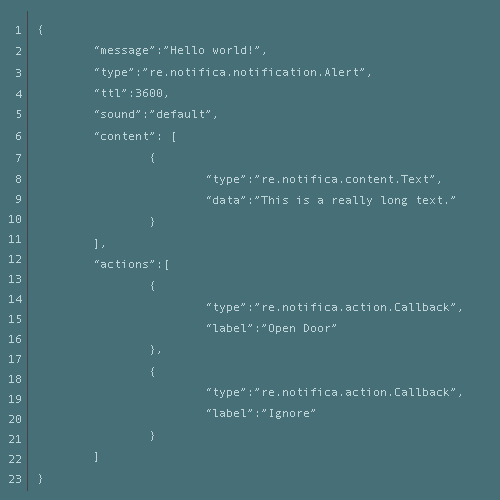 1 {
2 “message”:”Hello world!”,
3 “type”:”re.notifica.notification.Alert”,
4 “ttl”:3600,
5 “sound”:”default”,
6 “content”: [
7 {
8 “type”:”re.notifica.content.Text”,
9 “data”:”This is a really long text.”
10 }
11 ],
12 “actions”:[
13 {
14 “type”:”re.notifica.action.Callback”,
15 “label”:”Open Door”
16
17 },
18 {
19 “type”:”re.notifica.action.Callback”,
20 “label”:”Ignore”
21 }
22 ]
23 }